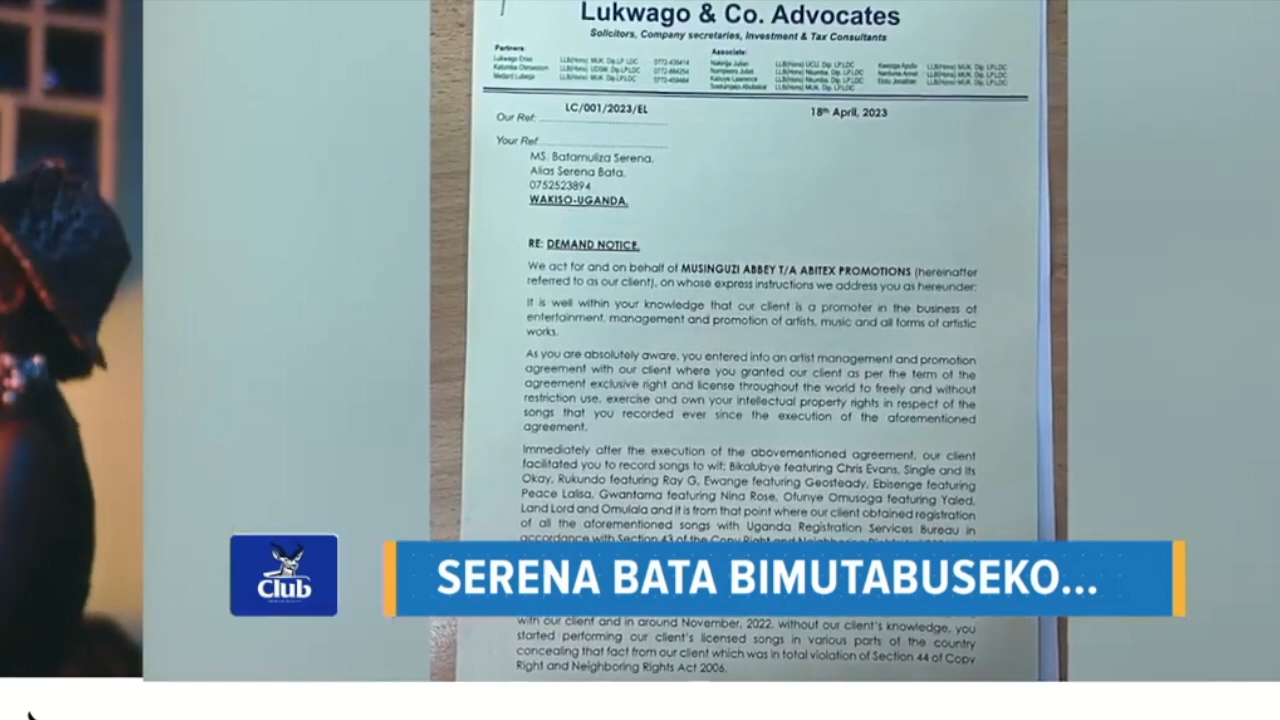 Lukwago & Co. Advocates
Solicitors, Company secretaries, Investment & Tax Consultants
Partners
Associate:
LC/001/2023/EL
18th April, 2023
Our Ref:
Your Ref
MS. Batamuliza Serena,
Alias Serena Bata,
0752523894
WAKISO-UGANDA.
RE: DEMAND NOTICE.
We act for and on behalf of MUSINGUZI ABBEY T/A ABITEX PROMOTIONS (hereinafter
referred to as our client), on whose express instructions we address you as hereunder;
It is well within your knowledge that our client is a promoter in the business of
entertainment, management and promotion of artists, music and all forms of artistic
works.
As you are absolutely aware, you entered into an artist management and promotion
agreement with our client where you granted our client as per the term of the
agreement exclusive right and license throughout the world to freely and without
restriction use, exercise and own your intellectual property rights in respect of the
songs that you recorded ever since the execution of the aforementioned
agreement.
Immediately after the execution of the abovementioned agreement, our client
facilitated you to record songs to wit; Bikalubye featuring Chris Evans, Single and Its
Okay, Rukundo featuring Ray G, Ewange featuring Geosteady, Ebisenge featuring
Peace Lalisa, Gwantama featuring Nina Rose, Ofunye Omusoga featuring Yaled,
Land Lord and Omulala and it is from that point where our client obtained registration
of all the aforementioned songs with Uganda Registration Services Bureau in
accordance with Section 43 of the Copy Right and
Club
SERENA BATA BIMUTABUSEKO...
with our client and in around November, 2022, without our client's knowledge, you
started performing our client's licensed songs in various parts of the country
concealing that fact from our client which was in total violation of Section 44 of Copy
Right and Neighboring Rights Act 2006.